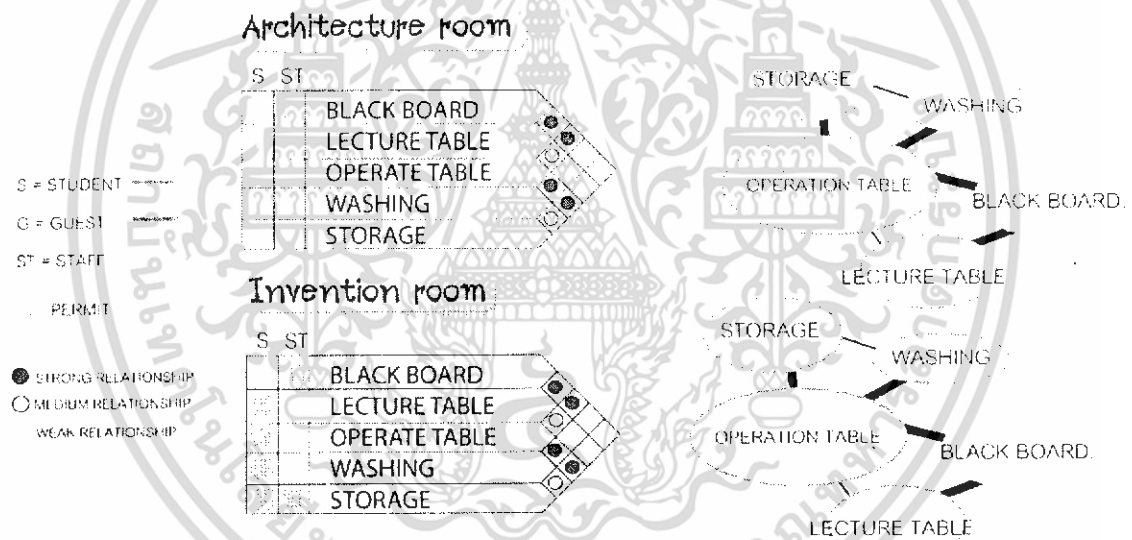 Architecture room
S ST
BLACK BOARD
LECTURE TABLE
OPERATE TABLE
WASHING
STORAGE
S = STUDENT
G = GUEST
ST = STAFF
PERMIT
STRONG RELATIONSHIP
MEDIUM RELATIONSHIP
WEAK RELATIONSHIP
STORAGE
WASHING
OPERATION TABLE
BLACK BOARD.
LECTURE TABLE
Invention room
S ST
BLACK BOARD
LECTURE TABLE
OPERATE TABLE
WASHING
STORAGE
STORAGE
WASHING
OPERATION TABLE
BLACK BOARD.
LECTURE TABLE